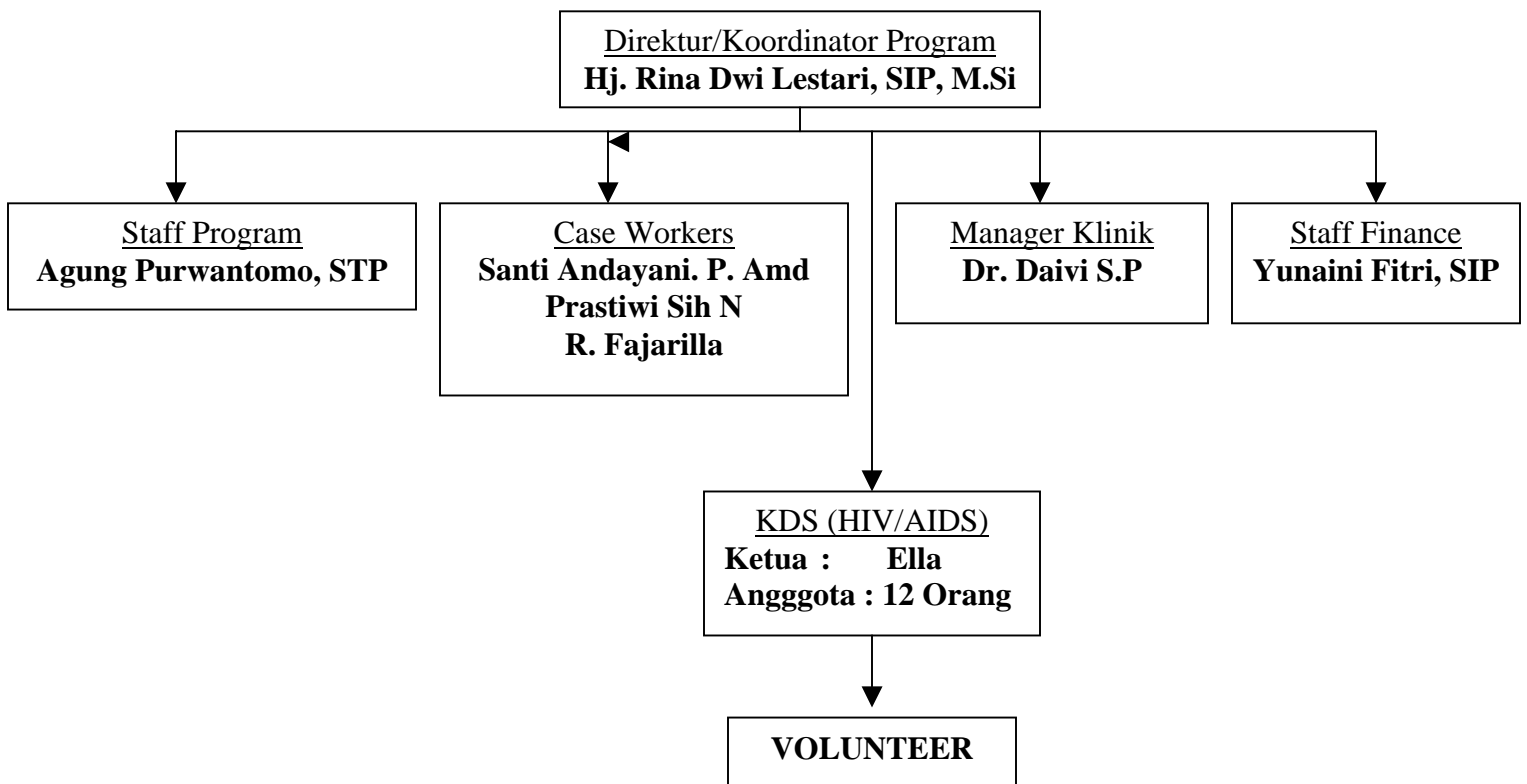 Direktur/Koordinator Program
Hj. Rina Dwi Lestari, SIP, M.Si
Staff Program
Agung Purwantomo, STP
Case Workers
Santi Andayani. P. Amd
Prastiwi Sih N
R. Fajarilla
Manager Klinik
Dr. Daivi S.P
Staff Finance
Yunaini Fitri, SIP
KDS (HIV/AIDS)
Ketua : Ella
Angggota : 12 Orang
VOLUNTEER